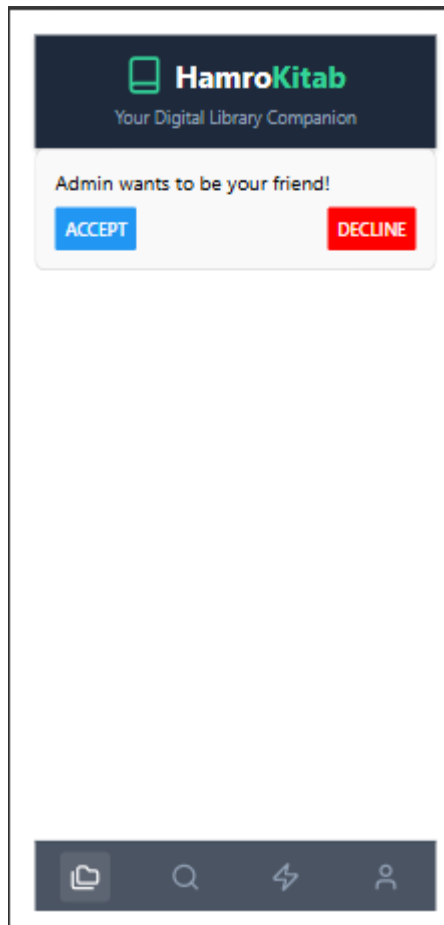 HamroKitab
Your Digital Library Companion
Admin wants to be your friend!
ACCEPT DECLINE